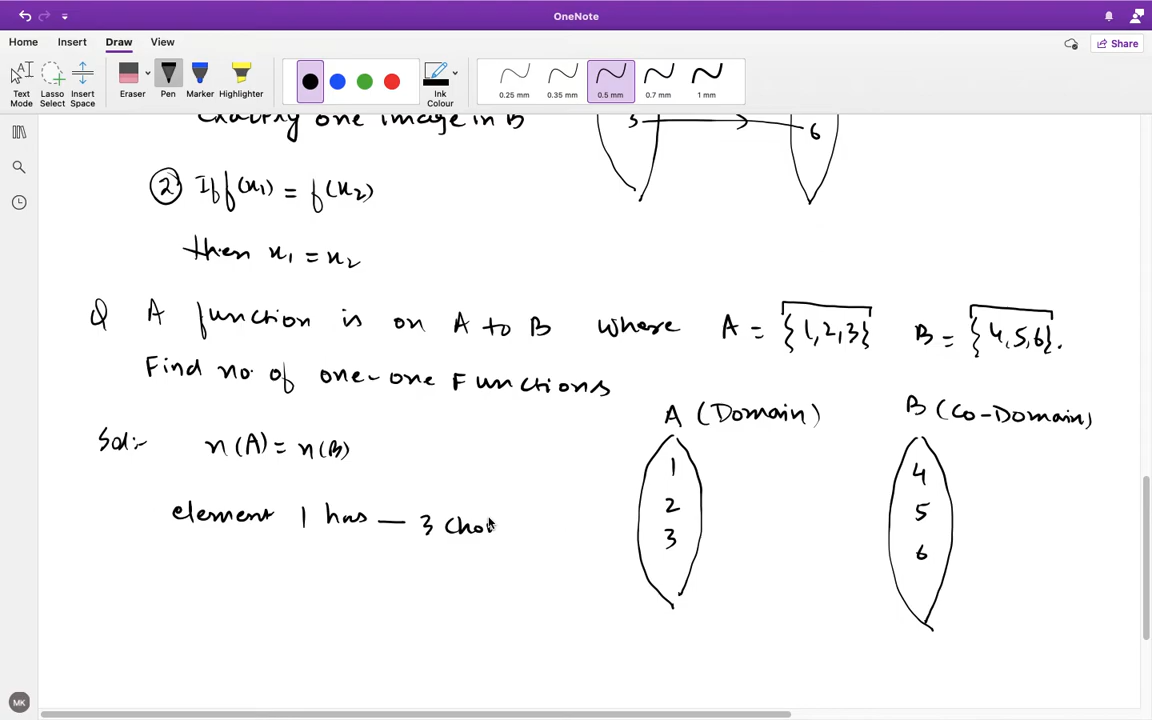 OneNote
Home Insert Draw View
Share
Text Mode
Lasso Select
Insert Space
Eraser
Pen
Marker
Highlighter
Ink Colour
0.25 mm
0.35 mm
0.5 mm
0.7 mm
1 mm
one image in B
3 6
② If f(x₁) = f(x₂)
then x₁ = x₂
Q A function is on A to B where A = {1,2,3} B = {4,5,6}.
Find no. of one-one Functions
A (Domain) B (Co-Domain)
Sol:- n(A) = n(B)
1 4
2 5
element 1 has — 3 Choi
3 6
MK